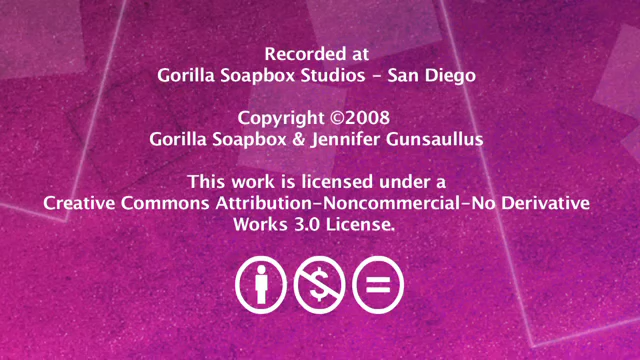 Recorded at
Gorilla Soapbox Studios - San Diego
Copyright ©2008
Gorilla Soapbox & Jennifer Gunsaullus
This work is licensed under a
Creative Commons Attribution-Noncommercial-No Derivative
Works 3.0 License.